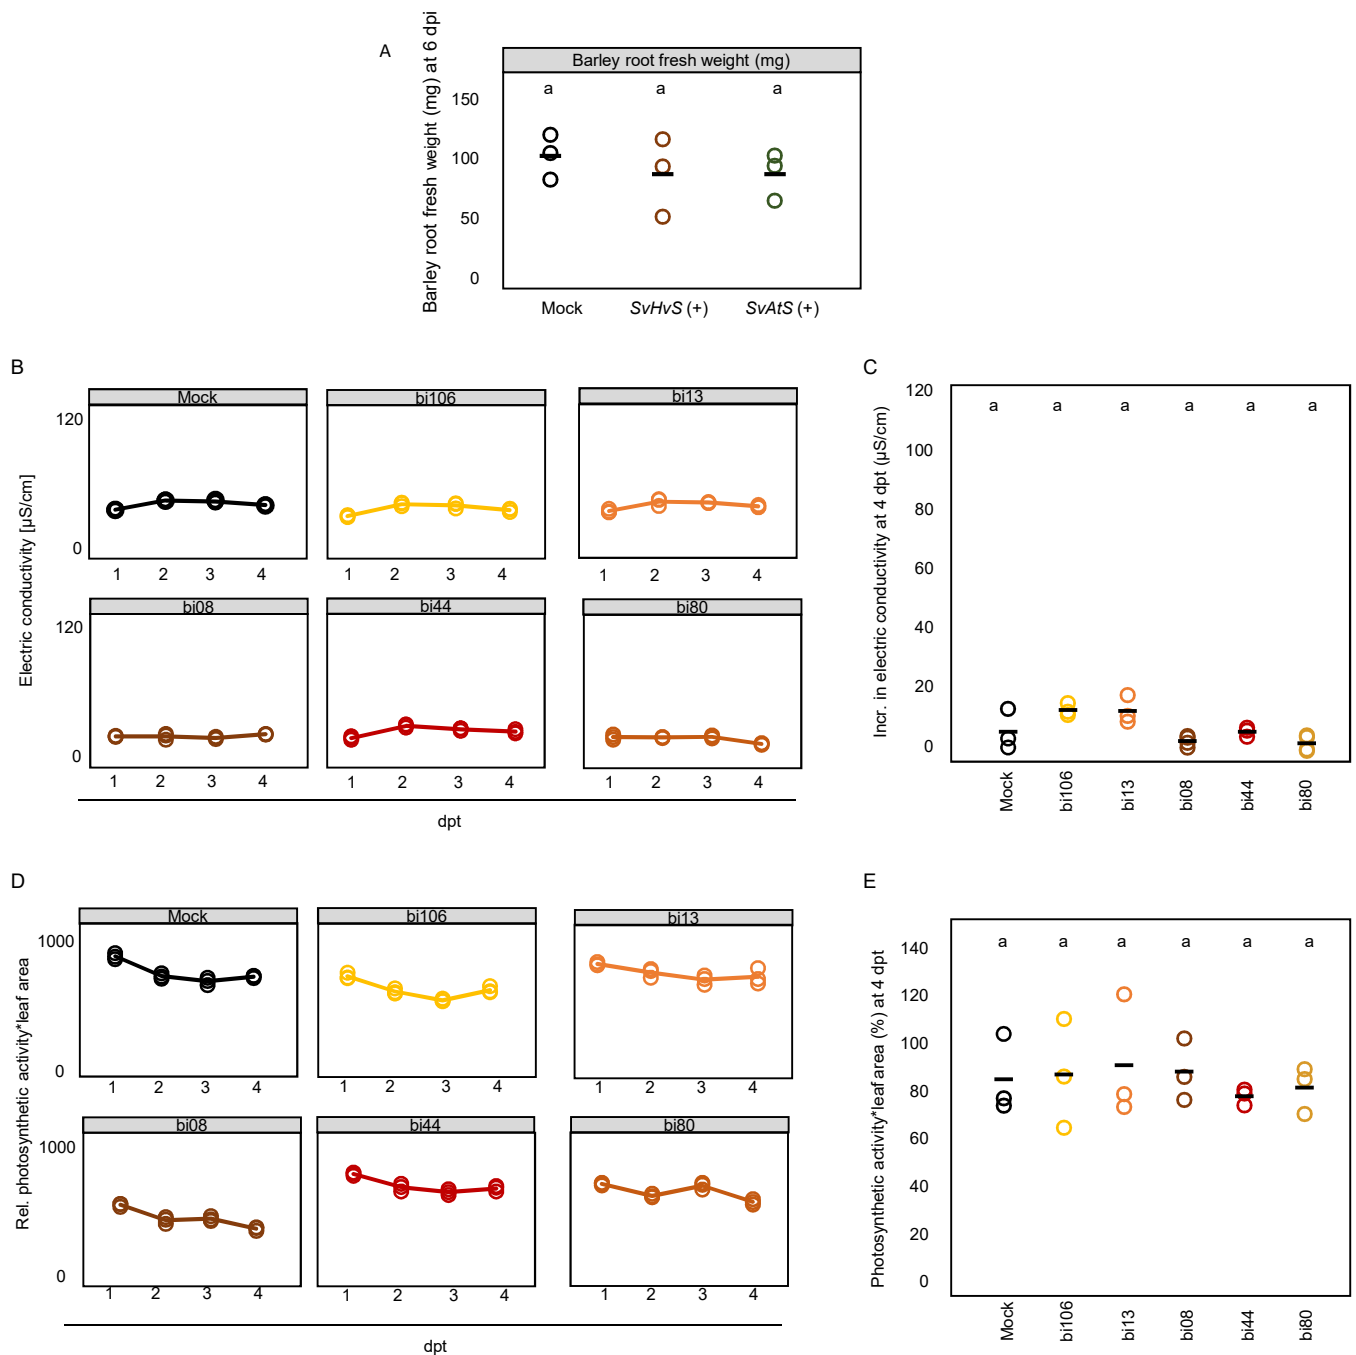 A
Barley root fresh weight (mg) at 6 dpi
Barley root fresh weight (mg)
a a a
150
100
50
0
Mock SvHvS (+) SvAtS (+)
B
Electric conductivity [µS/cm]
Mock bi106 bi13
120
0
1 2 3 4 1 2 3 4 1 2 3 4
bi08 bi44 bi80
120
0
1 2 3 4 1 2 3 4 1 2 3 4
dpt
C
Incr. in electric conductivity at 4 dpt (µS/cm)
120
a a a a a a
100
80
60
40
20
0
Mock bi106 bi13 bi08 bi44 bi80
D
Rel. photosynthetic activity*leaf area
Mock bi106 bi13
1000
0
1 2 3 4 1 2 3 4 1 2 3 4
bi08 bi44 bi80
1000
0
1 2 3 4 1 2 3 4 1 2 3 4
dpt
E
Photosynthetic activity*leaf area (%) at 4 dpt
140 a a a a a a
120
100
80
60
40
20
0
Mock bi106 bi13 bi08 bi44 bi80